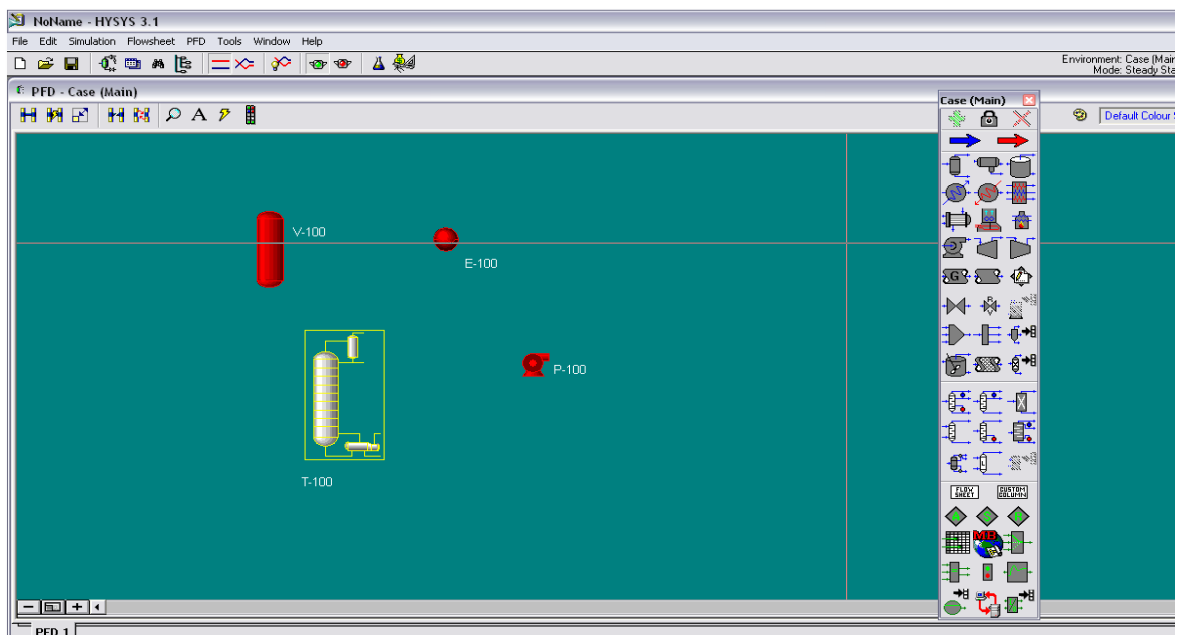 NoName - HYSYS 3.1
File Edit Simulation Flowsheet PFD Tools Window Help
Environment: Case (Main
Mode: Steady Sta
PFD - Case (Main)
Case (Main)
A
Default Colour S
V-100
E-100
P-100
T-100
G
R
L
FLOW
SHEET
CUSTOM
COLUMN
MB
PFD 1